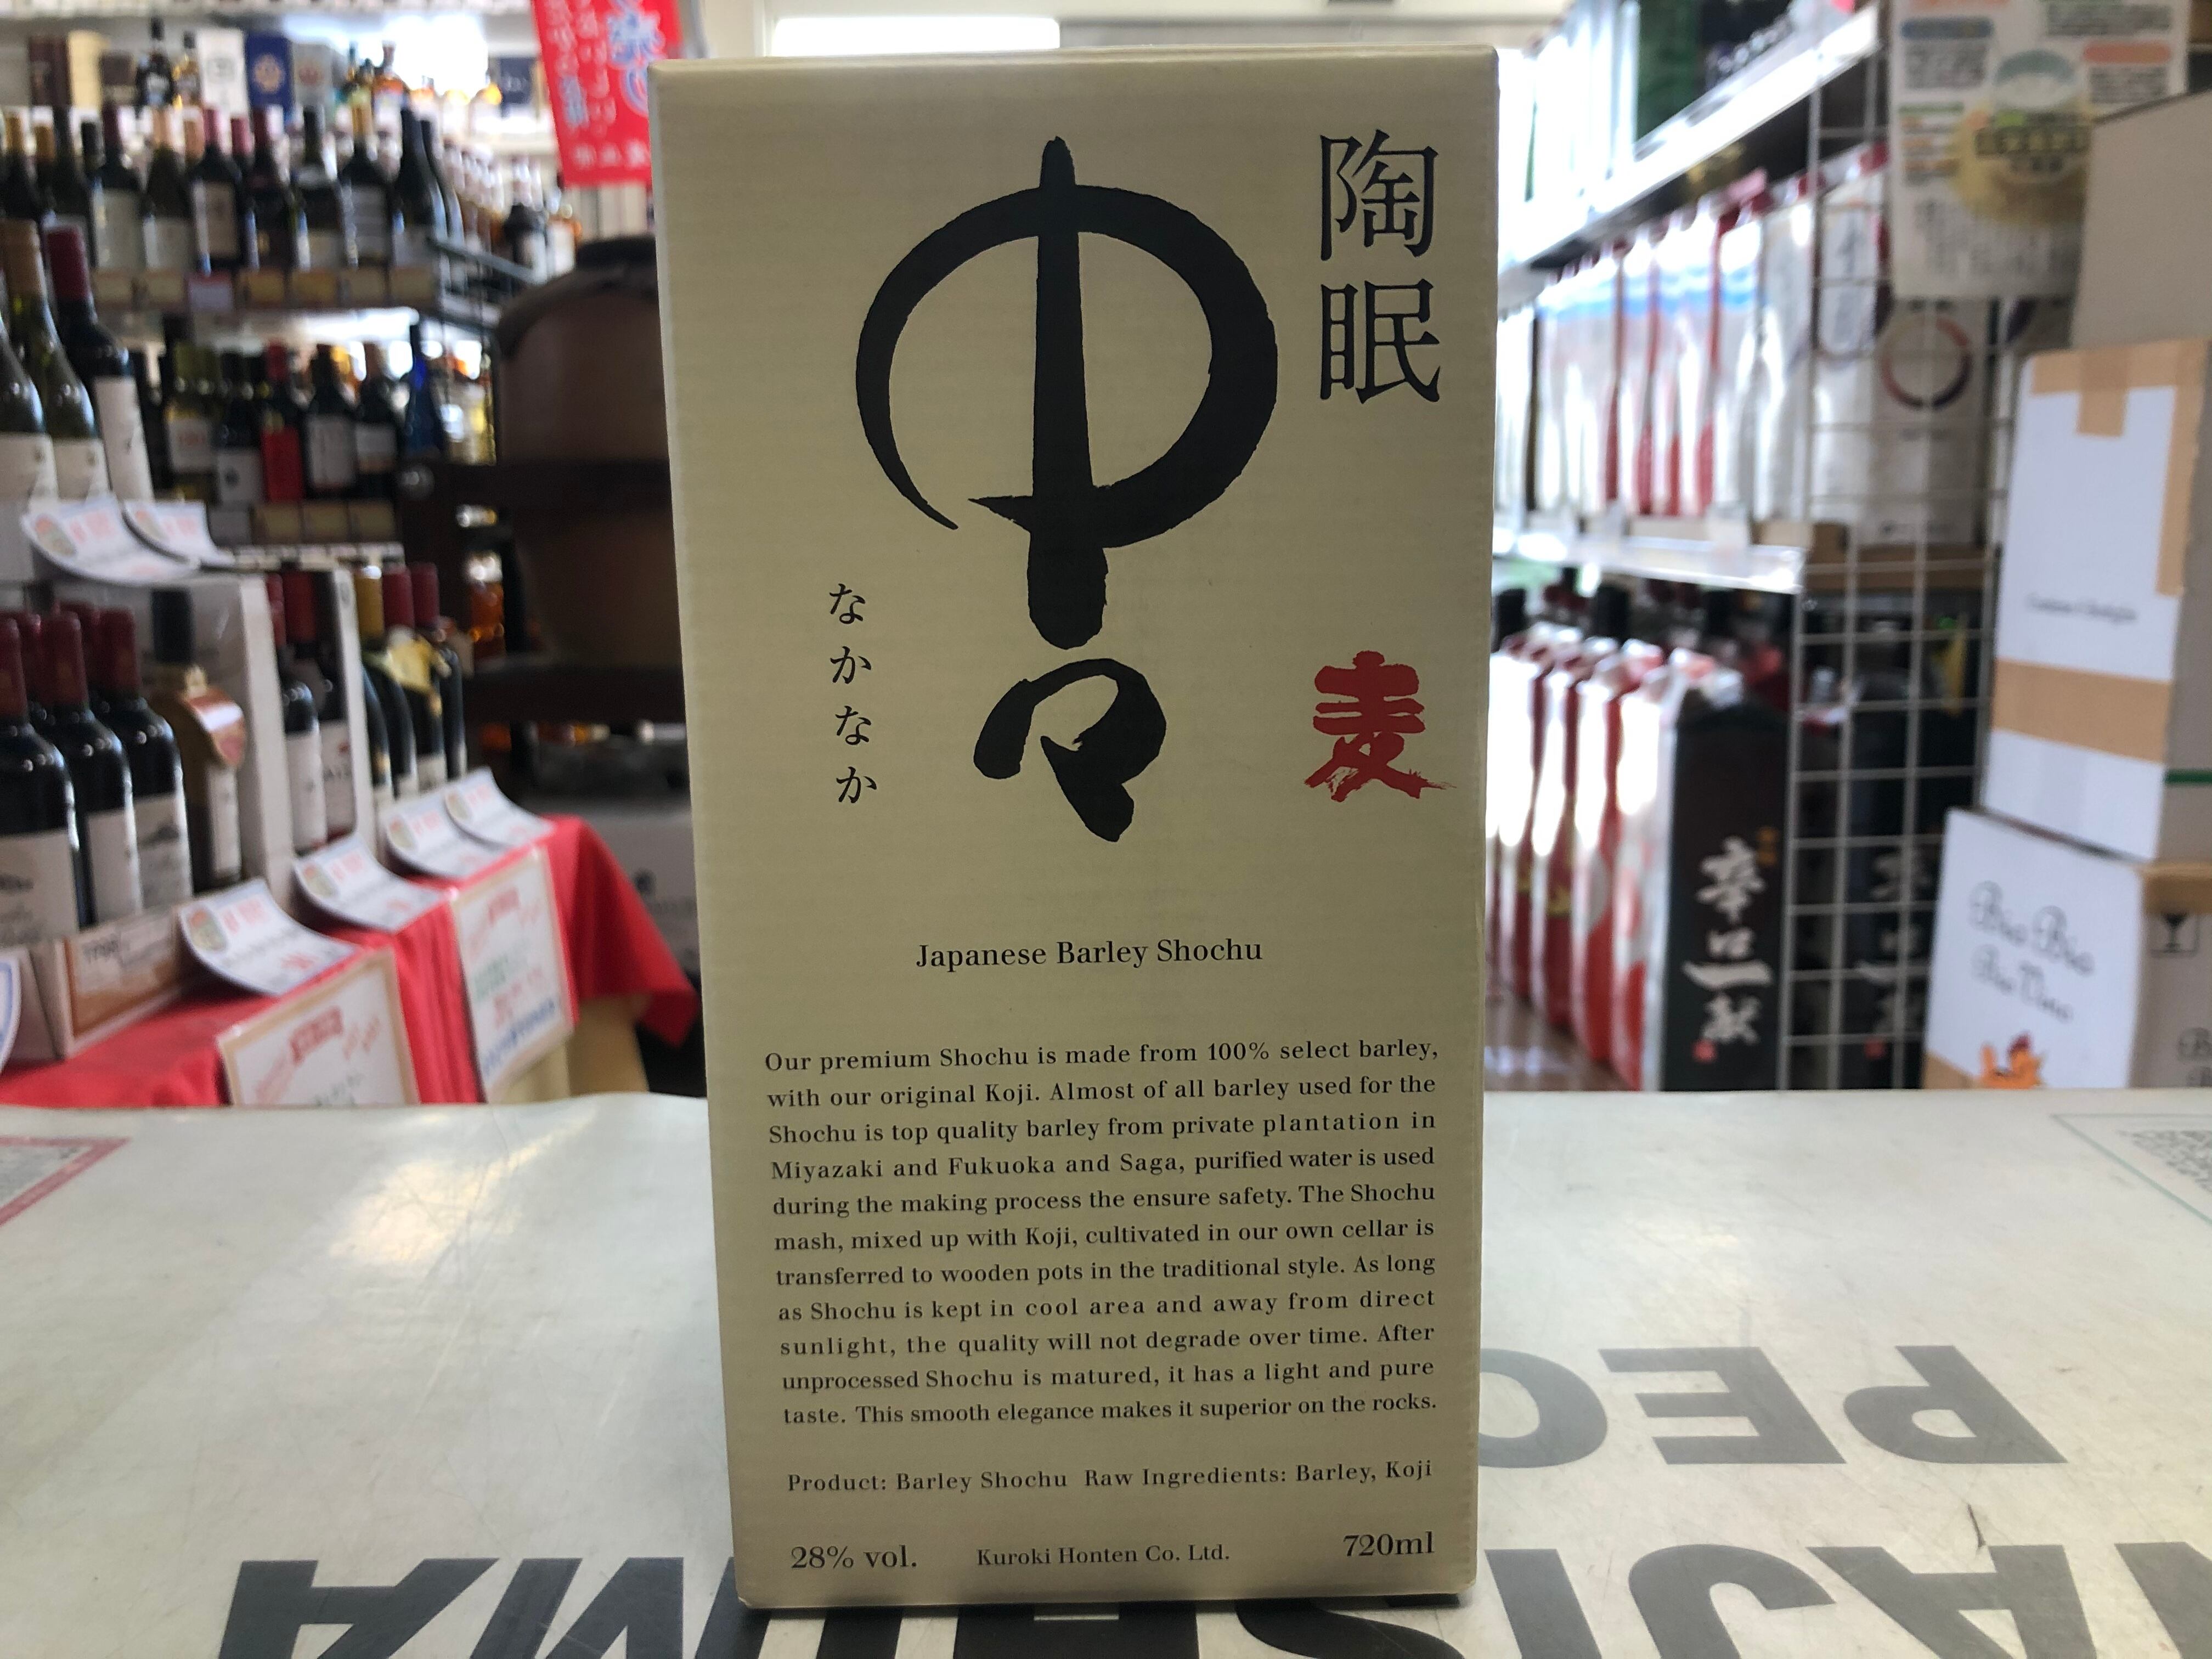 陶眠
中々
なかなか
麦
Japanese Barley Shochu
Our premium Shochu is made from 100% select barley,
with our original Koji. Almost of all barley used for the
Shochu is top quality barley from private plantation in
Miyazaki and Fukuoka and Saga, purified water is used
during the making process the ensure safety. The Shochu
mash, mixed up with Koji, cultivated in our own cellar is
transferred to wooden pots in the traditional style. As long
as Shochu is kept in cool area and away from direct
sunlight, the quality will not degrade over time. After
unprocessed Shochu is matured, it has a light and pure
taste. This smooth elegance makes it superior on the rocks.
Product: Barley Shochu Raw Ingredients: Barley, Koji
28% vol.
Kuroki Honten Co. Ltd.
720ml
辛口一献
Bio Bio
PEO